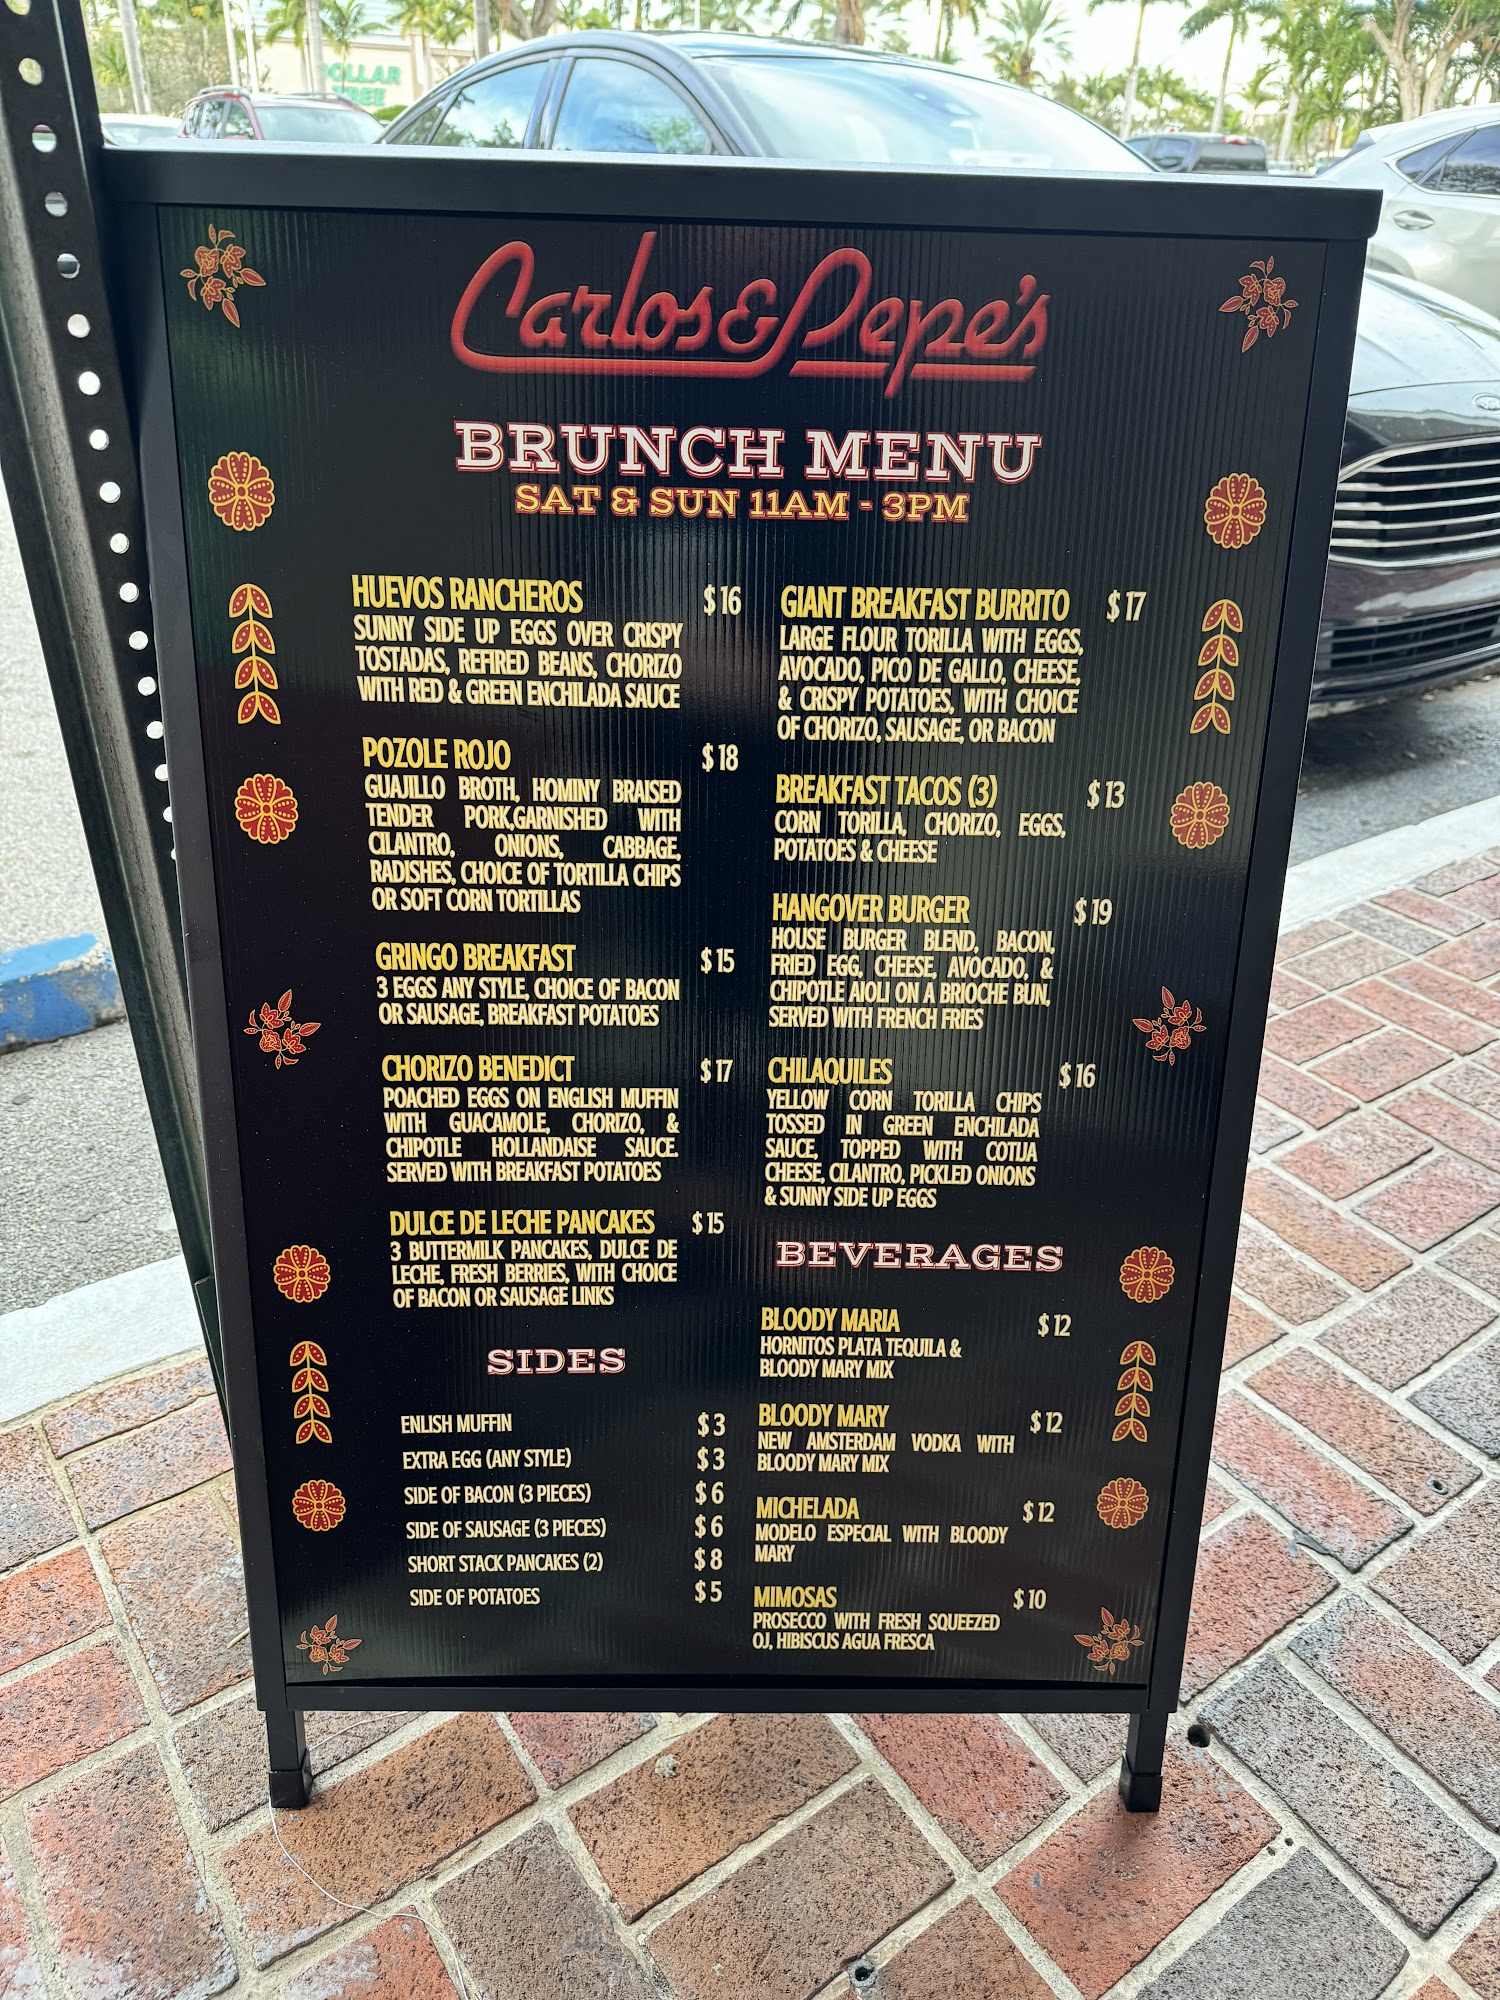 DOLLAR
TREE
Carlos & Pepe's
BRUNCH MENU
SAT & SUN 11AM - 3PM
HUEVOS RANCHEROS $16
SUNNY SIDE UP EGGS OVER CRISPY
TOSTADAS, REFIRED BEANS, CHORIZO
WITH RED & GREEN ENCHILADA SAUCE
POZOLE ROJO $18
GUAJILLO BROTH, HOMINY BRAISED
TENDER PORK,GARNISHED WITH
CILANTRO, ONIONS, CABBAGE,
RADISHES, CHOICE OF TORTILLA CHIPS
OR SOFT CORN TORTILLAS
GRINGO BREAKFAST $15
3 EGGS ANY STYLE, CHOICE OF BACON
OR SAUSAGE, BREAKFAST POTATOES
CHORIZO BENEDICT $17
POACHED EGGS ON ENGLISH MUFFIN
WITH GUACAMOLE, CHORIZO, &
CHIPOTLE HOLLANDAISE SAUCE.
SERVED WITH BREAKFAST POTATOES
DULCE DE LECHE PANCAKES $15
3 BUTTERMILK PANCAKES, DULCE DE
LECHE, FRESH BERRIES, WITH CHOICE
OF BACON OR SAUSAGE LINKS
SIDES
ENLISH MUFFIN $3
EXTRA EGG (ANY STYLE) $3
SIDE OF BACON (3 PIECES) $6
SIDE OF SAUSAGE (3 PIECES) $6
SHORT STACK PANCAKES (2) $8
SIDE OF POTATOES $5
GIANT BREAKFAST BURRITO $17
LARGE FLOUR TORILLA WITH EGGS,
AVOCADO, PICO DE GALLO, CHEESE,
& CRISPY POTATOES, WITH CHOICE
OF CHORIZO, SAUSAGE, OR BACON
BREAKFAST TACOS (3) $13
CORN TORILLA, CHORIZO, EGGS,
POTATOES & CHEESE
HANGOVER BURGER $19
HOUSE BURGER BLEND, BACON,
FRIED EGG, CHEESE, AVOCADO, &
CHIPOTLE AIOLI ON A BRIOCHE BUN,
SERVED WITH FRENCH FRIES
CHILAQUILES $16
YELLOW CORN TORILLA CHIPS
TOSSED IN GREEN ENCHILADA
SAUCE, TOPPED WITH COTIJA
CHEESE, CILANTRO, PICKLED ONIONS
& SUNNY SIDE UP EGGS
BEVERAGES
BLOODY MARIA $12
HORNITOS PLATA TEQUILA &
BLOODY MARY MIX
BLOODY MARY $12
NEW AMSTERDAM VODKA WITH
BLOODY MARY MIX
MICHELADA $12
MODELO ESPECIAL WITH BLOODY
MARY
MIMOSAS $10
PROSECCO WITH FRESH SQUEEZED
OJ, HIBISCUS AGUA FRESCA